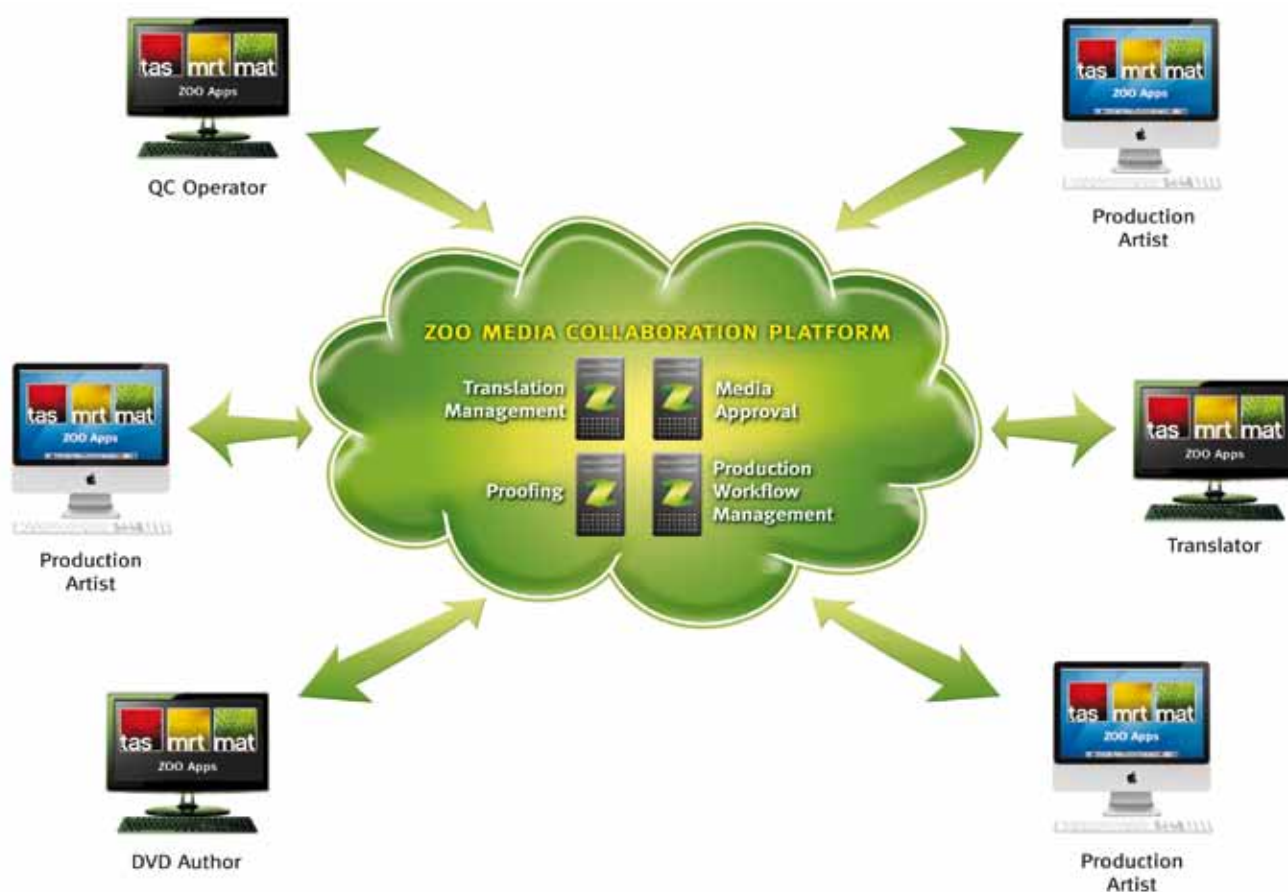 tas mrt mat
ZOO Apps
QC Operator
tas mrt mat
ZOO Apps
Production
Artist
ZOO MEDIA COLLABORATION PLATFORM
Translation
Management
Media
Approval
Proofing
Production
Workflow
Management
tas mrt mat
ZOO Apps
Production
Artist
tas mrt mat
ZOO Apps
Translator
tas mrt mat
ZOO Apps
DVD Author
tas mrt mat
ZOO Apps
Production
Artist